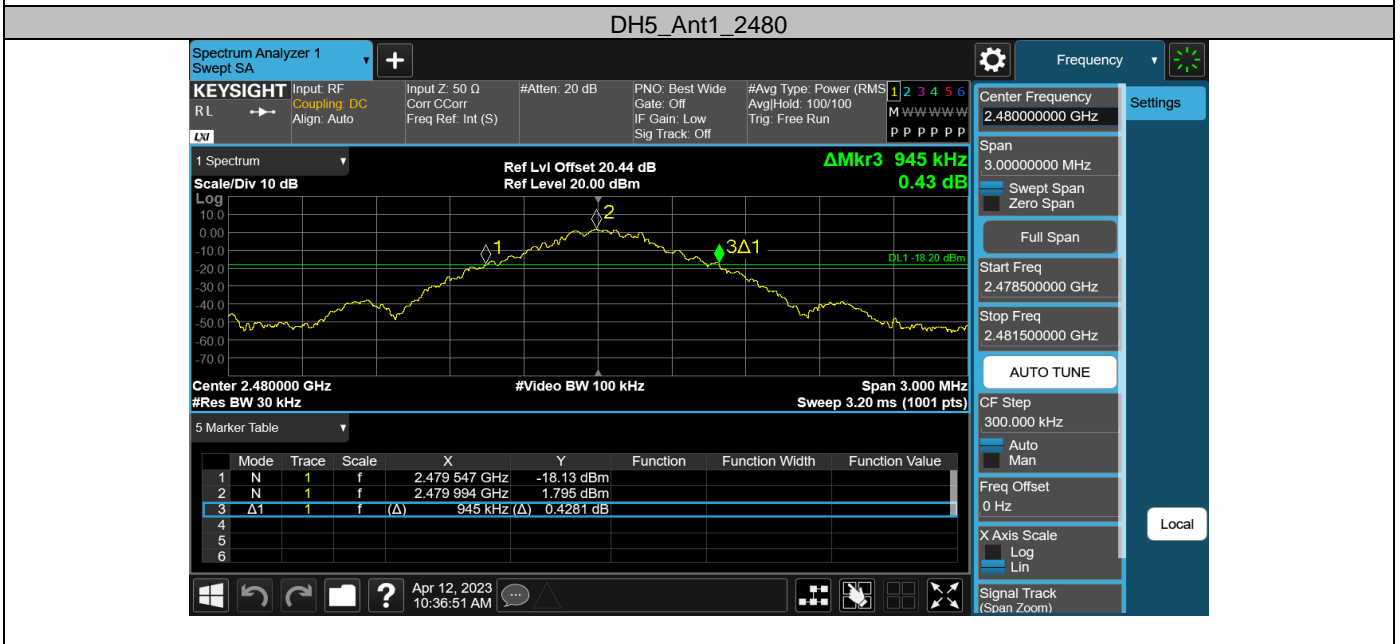 DH5_Ant1_2480
Spectrum Analyzer 1
Swept SA
+
Frequency
KEYSIGHT
RL
LXI
Input: RF
Coupling: DC
Align: Auto
Input Z: 50 Ω
Corr CCorr
Freq Ref: Int (S)
#Atten: 20 dB
PNO: Best Wide
Gate: Off
IF Gain: Low
Sig Track: Off
#Avg Type: Power (RMS
Avg|Hold: 100/100
Trig: Free Run
1 2 3 4 5 6
M W W W W W
P P P P P P
1 Spectrum
Scale/Div 10 dB
Ref Lvl Offset 20.44 dB
Ref Level 20.00 dBm
ΔMkr3 945 kHz
0.43 dB
Log
10.0
0.00
-10.0
-20.0
-30.0
-40.0
-50.0
-60.0
-70.0
1
2
3Δ1
DL1 -18.20 dBm
Center 2.480000 GHz
#Video BW 100 kHz
Span 3.000 MHz
#Res BW 30 kHz
Sweep 3.20 ms (1001 pts)
5 Marker Table
Mode Trace Scale X Y Function Function Width Function Value
1 N 1 f 2.479 547 GHz -18.13 dBm
2 N 1 f 2.479 994 GHz 1.795 dBm
3 Δ1 1 f (Δ) 945 kHz (Δ) 0.4281 dB
4
5
6
?
Apr 12, 2023
10:36:51 AM
Center Frequency
2.480000000 GHz
Span
3.00000000 MHz
Swept Span
Zero Span
Full Span
Start Freq
2.478500000 GHz
Stop Freq
2.481500000 GHz
AUTO TUNE
CF Step
300.000 kHz
Auto
Man
Freq Offset
0 Hz
X Axis Scale
Log
Lin
Signal Track
(Span Zoom)
Settings
Local